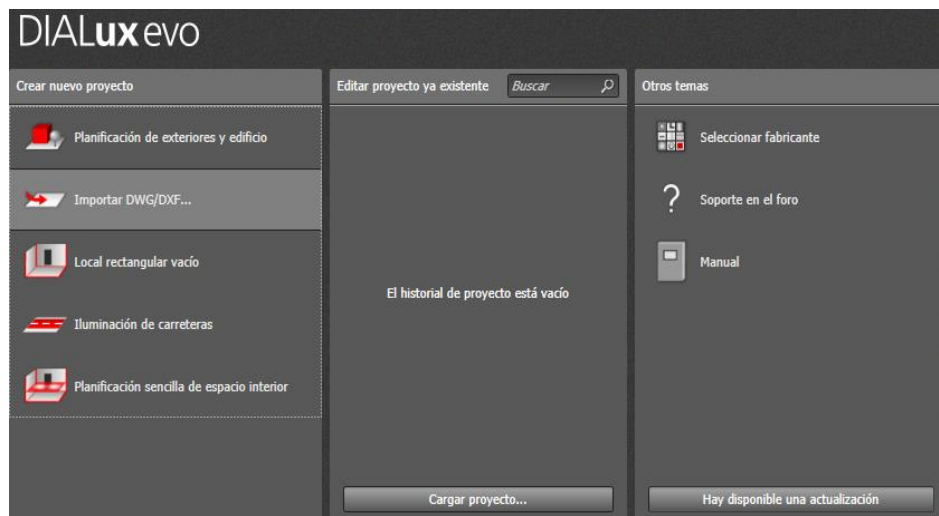 DIALux evo
Crear nuevo proyecto
Planificación de exteriores y edificio
Importar DWG/DXF...
Local rectangular vacío
Iluminación de carreteras
Planificación sencilla de espacio interior
Editar proyecto ya existente
Buscar
El historial de proyecto está vacío
Cargar proyecto...
Otros temas
Seleccionar fabricante
Soporte en el foro
Manual
Hay disponible una actualización